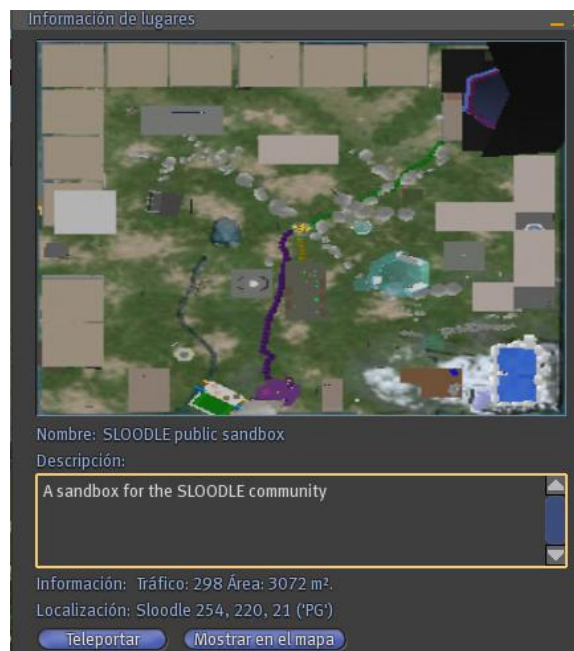 Información de lugares
Nombre: SLOODLE public sandbox
Descripción:
A sandbox for the SLOODLE community
Información: Tráfico: 298 Área: 3072 m².
Localización: Sloodle 254, 220, 21 ('PG')
Teleportar Mostrar en el mapa